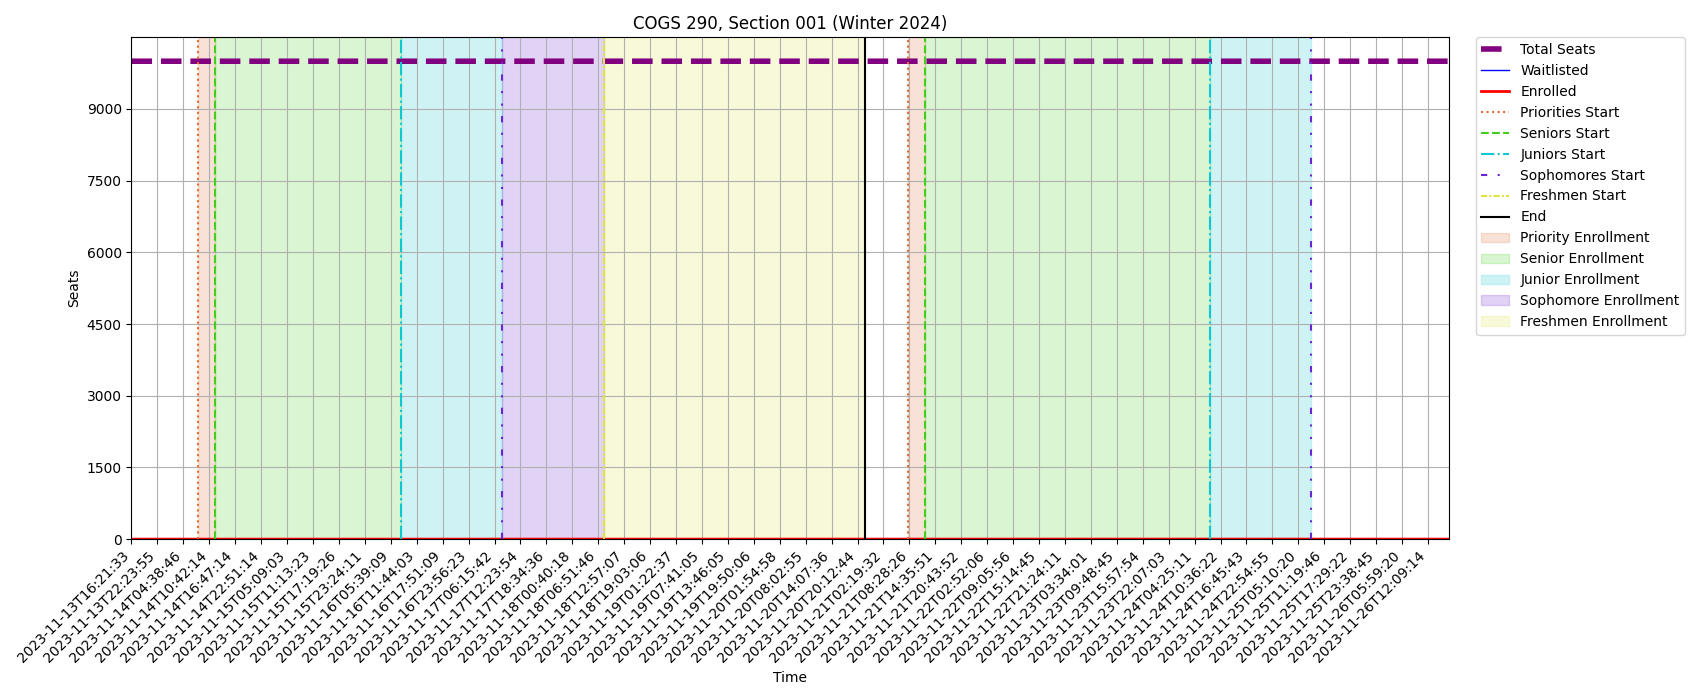 COGS 290, Section 001 (Winter 2024)
Total Seats
Waitlisted
Enrolled
Priorities Start
Seniors Start
Juniors Start
Sophomores Start
Freshmen Start
End
Priority Enrollment
Senior Enrollment
Junior Enrollment
Sophomore Enrollment
Freshmen Enrollment
Seats
9000
7500
6000
4500
3000
1500
0
2023-11-13T16:21:33
2023-11-13T22:23:55
2023-11-14T04:38:46
2023-11-14T10:42:14
2023-11-14T16:47:14
2023-11-14T22:51:14
2023-11-15T05:09:03
2023-11-15T11:13:23
2023-11-15T17:19:26
2023-11-15T23:24:11
2023-11-16T05:39:09
2023-11-16T11:44:03
2023-11-16T17:51:09
2023-11-16T23:56:23
2023-11-17T06:15:42
2023-11-17T12:23:54
2023-11-17T18:34:36
2023-11-18T00:40:18
2023-11-18T06:51:46
2023-11-18T12:57:07
2023-11-18T19:03:06
2023-11-19T01:22:37
2023-11-19T07:41:05
2023-11-19T13:46:05
2023-11-19T19:50:06
2023-11-20T01:54:58
2023-11-20T08:02:55
2023-11-20T14:07:36
2023-11-20T20:12:44
2023-11-21T02:19:32
2023-11-21T08:28:26
2023-11-21T14:35:51
2023-11-21T20:43:52
2023-11-22T02:52:06
2023-11-22T09:05:56
2023-11-22T15:14:45
2023-11-22T21:24:11
2023-11-23T03:34:01
2023-11-23T09:48:45
2023-11-23T15:57:54
2023-11-23T22:07:03
2023-11-24T04:25:11
2023-11-24T10:36:22
2023-11-24T16:45:43
2023-11-24T22:54:55
2023-11-25T05:10:20
2023-11-25T11:19:46
2023-11-25T17:29:22
2023-11-25T23:38:45
2023-11-26T05:59:20
2023-11-26T12:09:14
Time